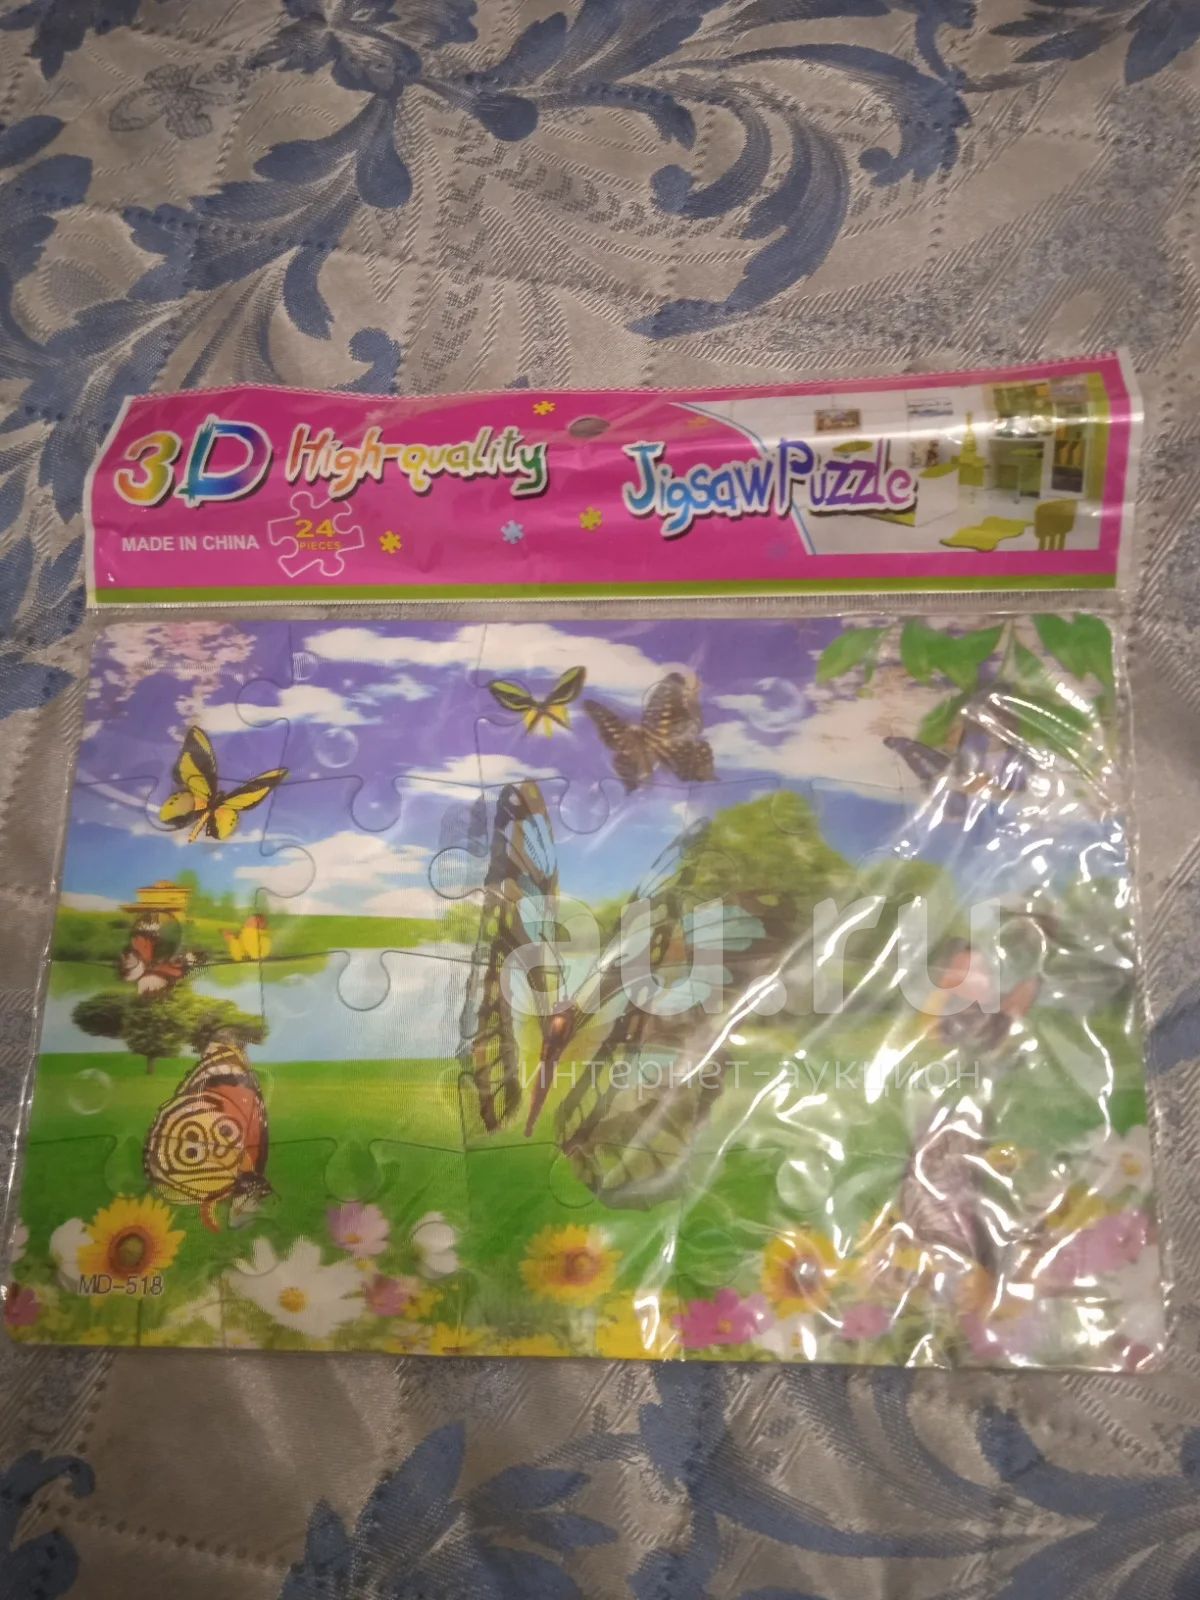 3D High-quality Jigsaw Puzzle
MADE IN CHINA
24
PIECES
au.ru
интернет-аукцион
MD-518